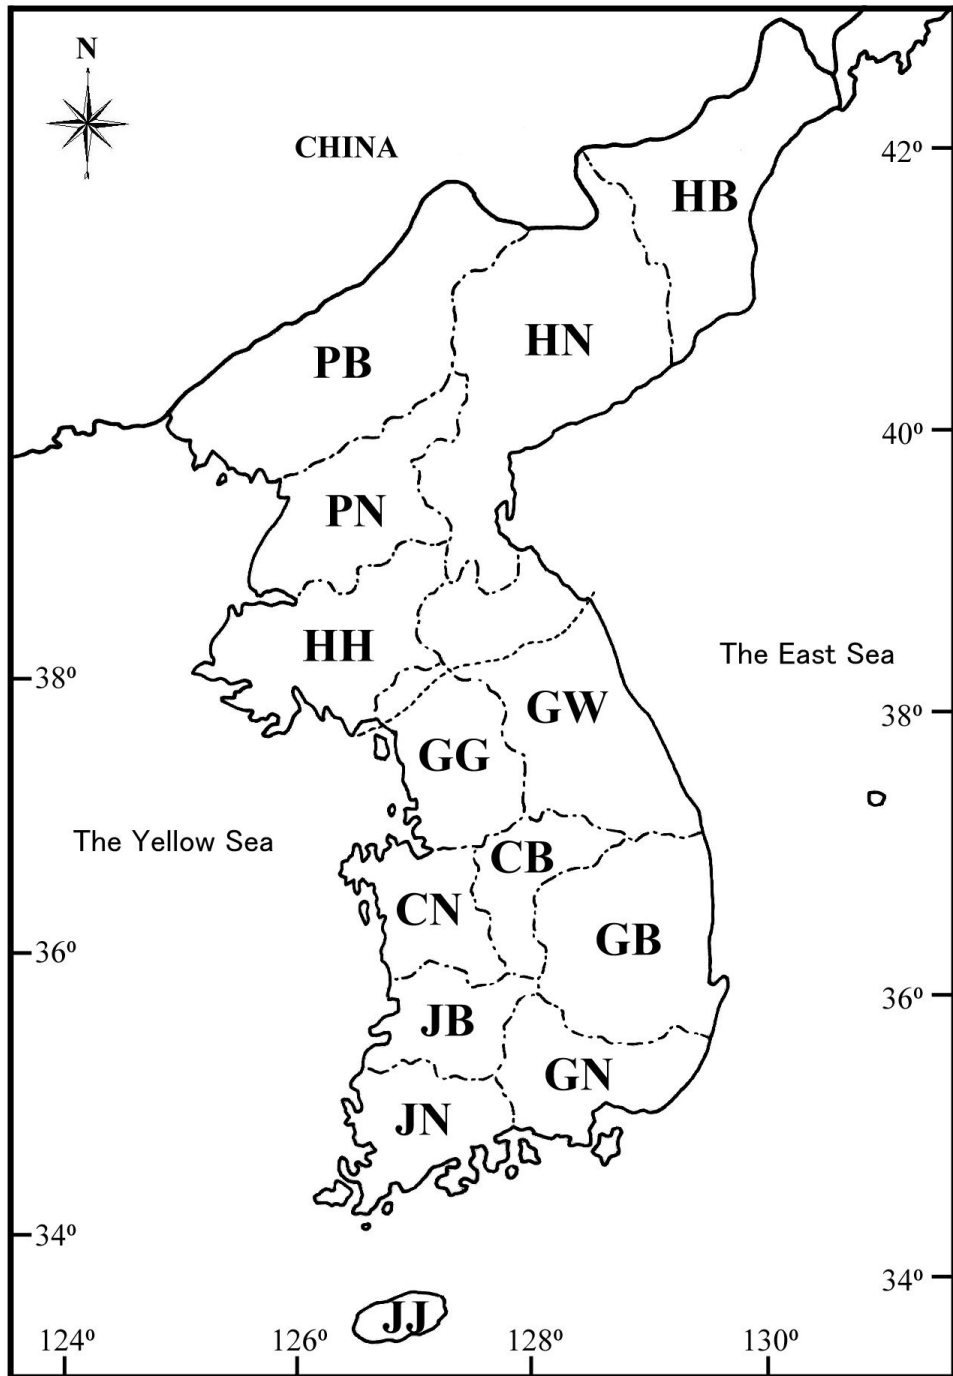 N
CHINA
42º
HB
HN
PB
40º
PN
HH
The East Sea
38º
GW
38º
GG
The Yellow Sea
CB
CN
GB
36º
36º
JB
GN
JN
34º
34º
JJ
124º
126º
128º
130º